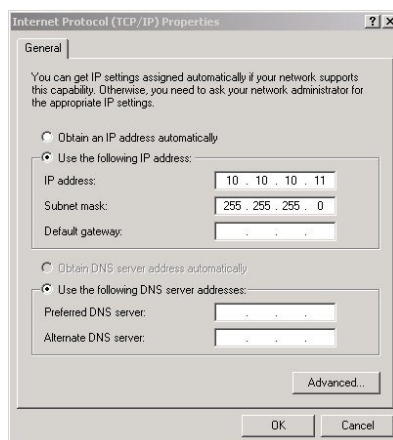 Internet Protocol (TCP/IP) Properties
? X
General
You can get IP settings assigned automatically if your network supports
this capability. Otherwise, you need to ask your network administrator for
the appropriate IP settings.
Obtain an IP address automatically
Use the following IP address:
IP address: 10 . 10 . 10 . 11
Subnet mask: 255 . 255 . 255 . 0
Default gateway: . . .
Obtain DNS server address automatically
Use the following DNS server addresses:
Preferred DNS server: . . .
Alternate DNS server: . . .
Advanced...
OK Cancel